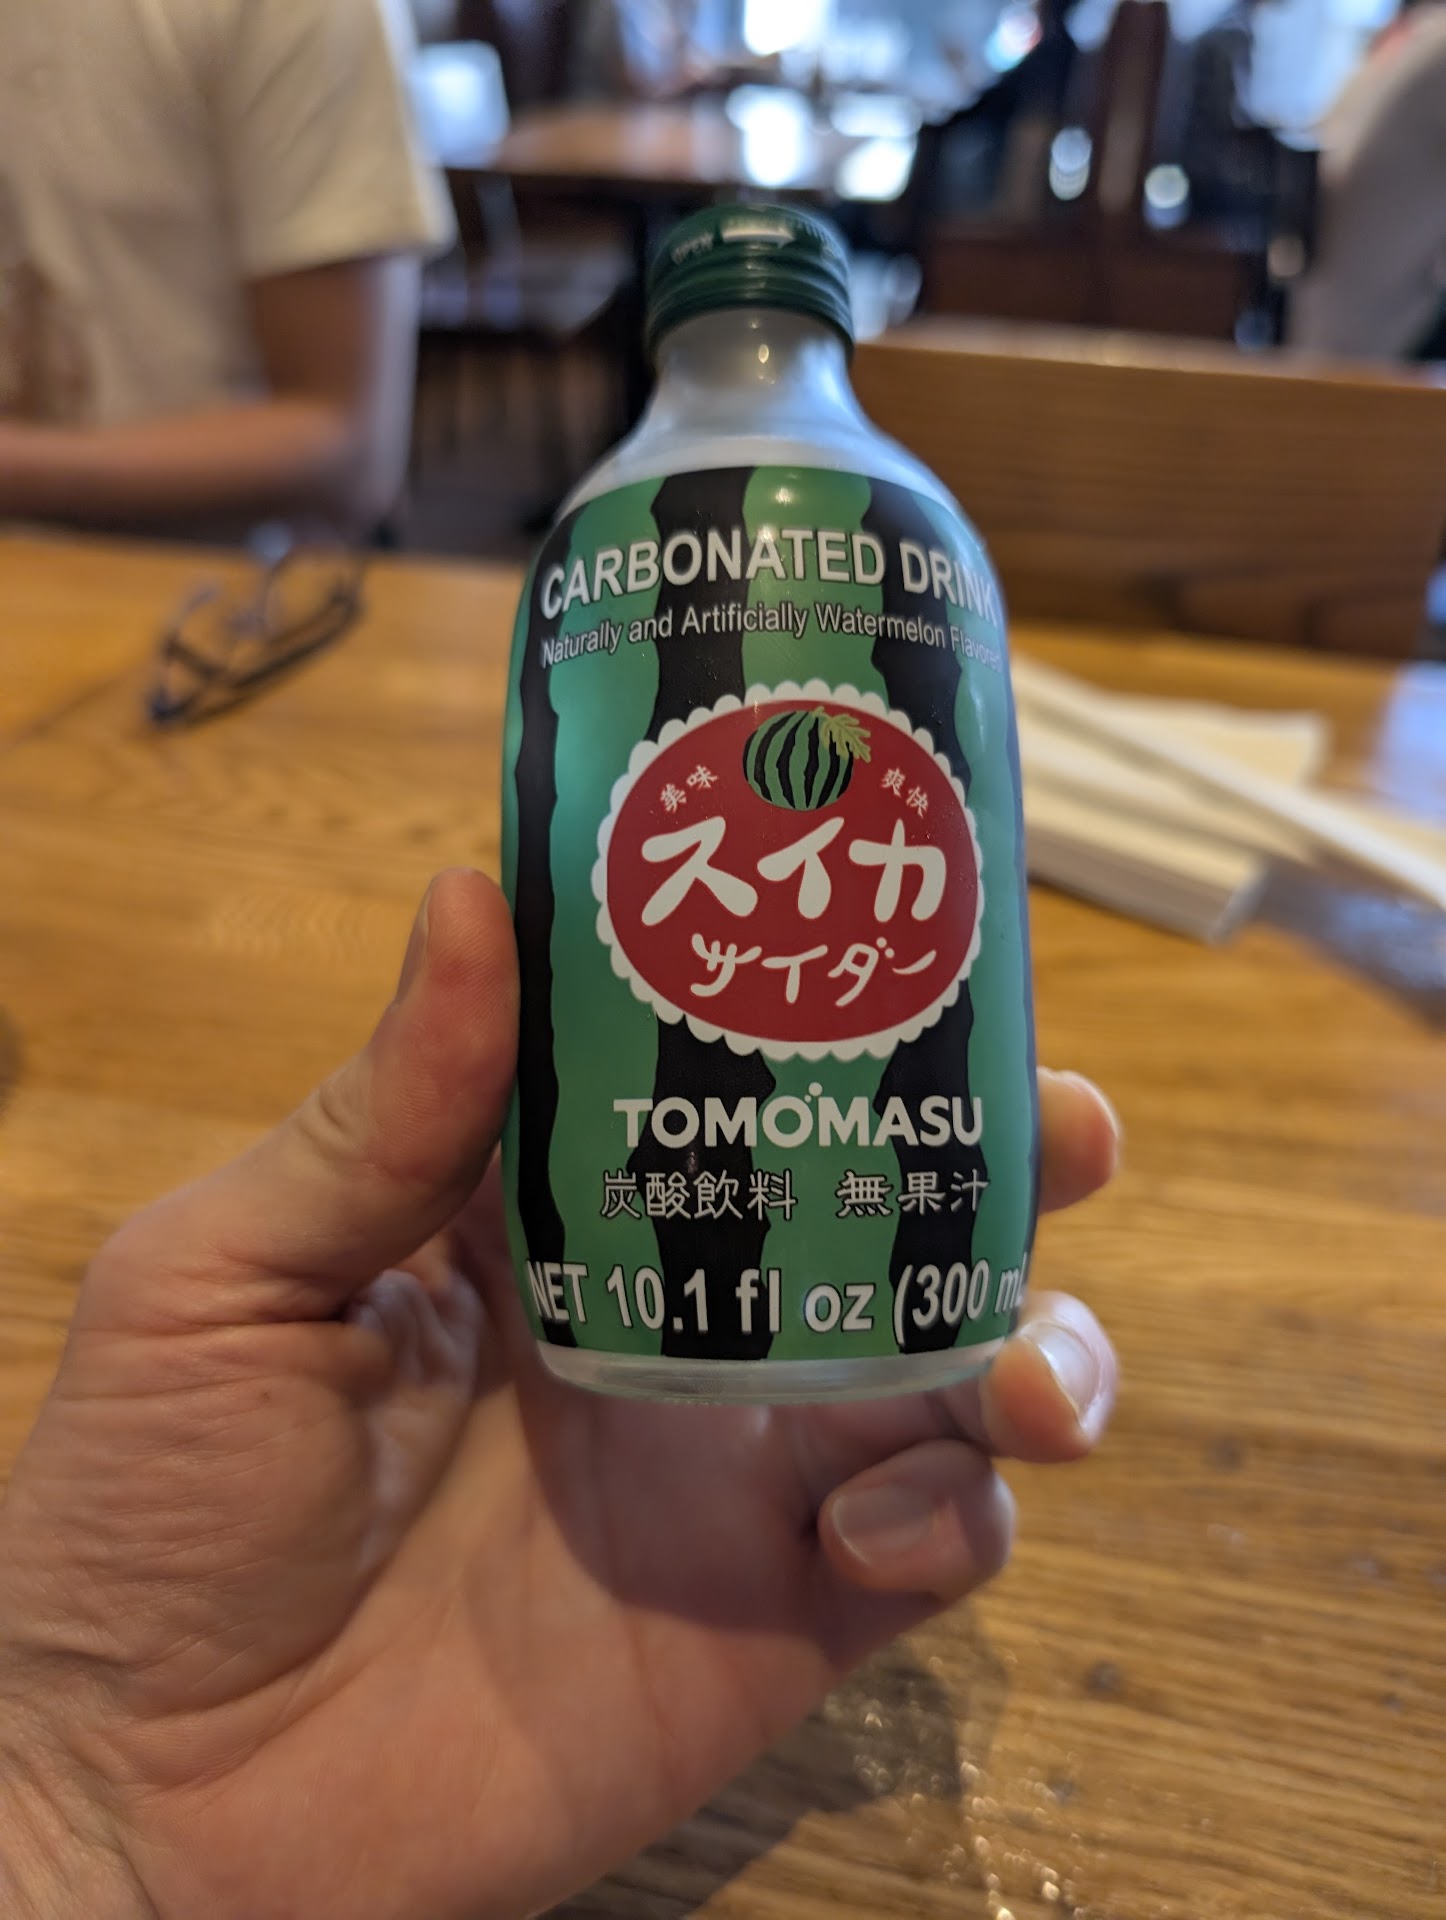 OPEN
CARBONATED DRINK
Naturally and Artificially Watermelon Flavored
美味 爽快
スイカ
サイダー
TOMOMASU
炭酸飲料 無果汁
NET 10.1 fl oz (300 mL